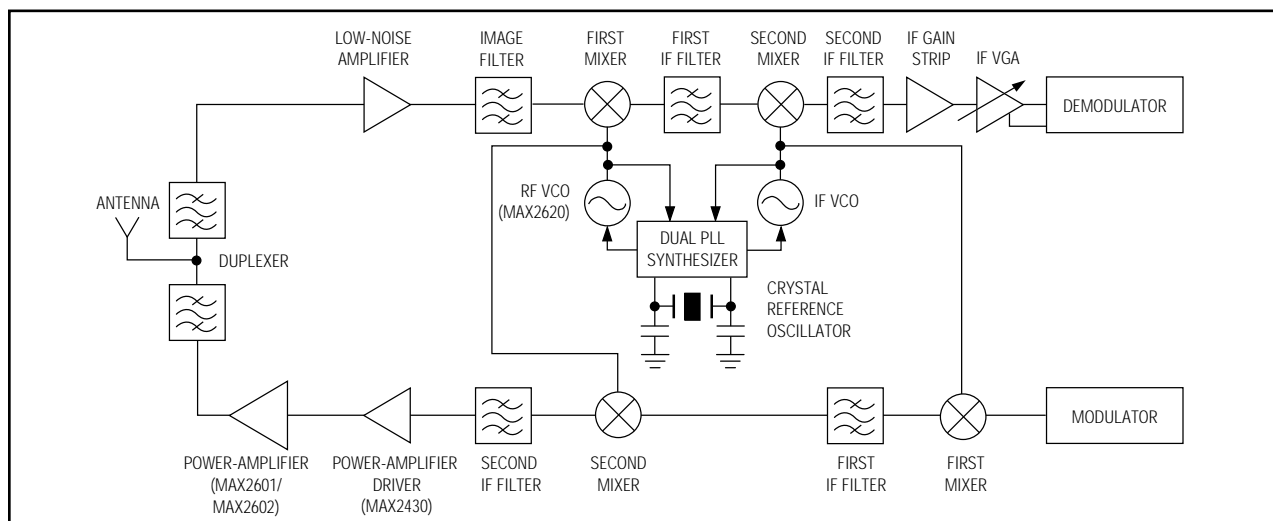 LOW-NOISE
AMPLIFIER
IMAGE
FILTER
FIRST
MIXER
FIRST
IF FILTER
SECOND
MIXER
SECOND
IF FILTER
IF GAIN
STRIP
IF VGA
DEMODULATOR
ANTENNA
RF VCO
(MAX2620)
IF VCO
DUAL PLL
SYNTHESIZER
DUPLEXER
CRYSTAL
REFERENCE
OSCILLATOR
MODULATOR
POWER-AMPLIFIER
(MAX2601/
MAX2602)
POWER-AMPLIFIER
DRIVER
(MAX2430)
SECOND
IF FILTER
SECOND
MIXER
FIRST
IF FILTER
FIRST
MIXER